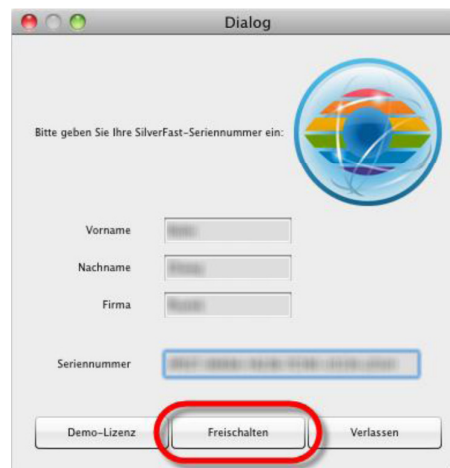 Dialog
Bitte geben Sie Ihre SilverFast-Seriennummer ein:
Vorname
Nachname
Firma
Seriennummer
Demo-Lizenz
Freischalten
Verlassen